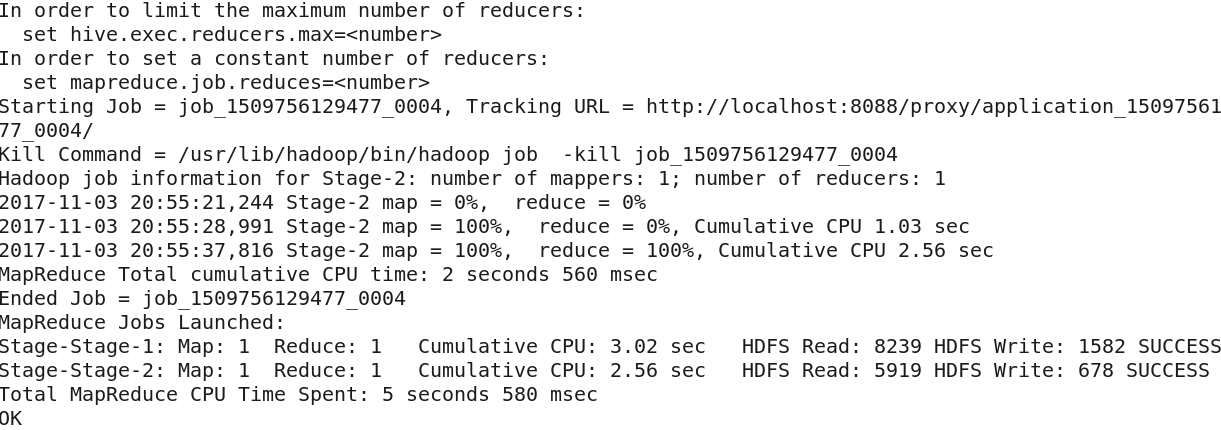 In order to limit the maximum number of reducers:
  set hive.exec.reducers.max=<number>
In order to set a constant number of reducers:
  set mapreduce.job.reduces=<number>
Starting Job = job_1509756129477_0004, Tracking URL = http://localhost:8088/proxy/application_15097561
77_0004/
Kill Command = /usr/lib/hadoop/bin/hadoop job  -kill job_1509756129477_0004
Hadoop job information for Stage-2: number of mappers: 1; number of reducers: 1
2017-11-03 20:55:21,244 Stage-2 map = 0%,  reduce = 0%
2017-11-03 20:55:28,991 Stage-2 map = 100%,  reduce = 0%, Cumulative CPU 1.03 sec
2017-11-03 20:55:37,816 Stage-2 map = 100%,  reduce = 100%, Cumulative CPU 2.56 sec
MapReduce Total cumulative CPU time: 2 seconds 560 msec
Ended Job = job_1509756129477_0004
MapReduce Jobs Launched:
Stage-Stage-1: Map: 1  Reduce: 1   Cumulative CPU: 3.02 sec   HDFS Read: 8239 HDFS Write: 1582 SUCCESS
Stage-Stage-2: Map: 1  Reduce: 1   Cumulative CPU: 2.56 sec   HDFS Read: 5919 HDFS Write: 678 SUCCESS
Total MapReduce CPU Time Spent: 5 seconds 580 msec
OK